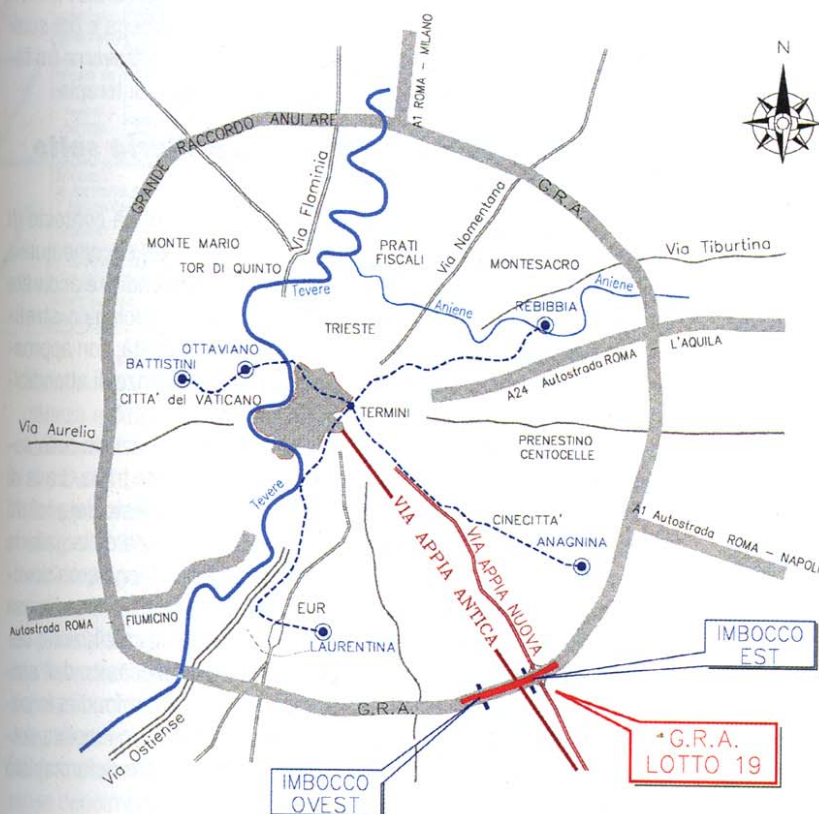 N
A1 ROMA - MILANO
GRANDE RACCORDO ANULARE
Via Flaminia
G.R.A.
MONTE MARIO
TOR DI QUINTO
PRATI
FISCALI
Via Nomentana
MONTESACRO
Via Tiburtina
Tevere
Aniene
Aniene
REBIBBIA
TRIESTE
OTTAVIANO
BATTISTINI
CITTA' del VATICANO
A24 Autostrada ROMA - L'AQUILA
TERMINI
Via Aurelia
PRENESTINO
CENTOCELLE
Tevere
VIA APPIA ANTICA
VIA APPIA NUOVA
CINECITTA'
ANAGNINA
A1 Autostrada ROMA - NAPOLI
Autostrada ROMA - FIUMICINO
EUR
LAURENTINA
IMBOCCO
EST
G.R.A.
Via Ostiense
G.R.A.
LOTTO 19
IMBOCCO
OVEST